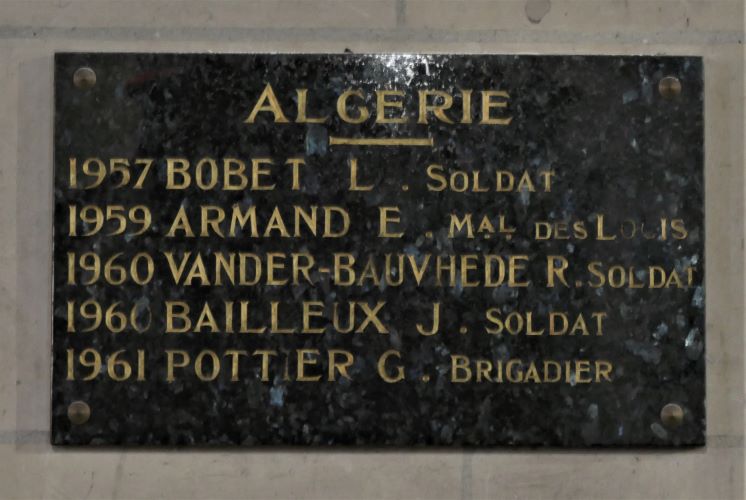 ALGERIE
1957 BOBET L. SOLDAT
1959 ARMAND E. MAL DES LOGIS
1960 VANDER-BAUVHEDE R. SOLDAT
1960 BAILLEUX J. SOLDAT
1961 POTTIER G. BRIGADIER